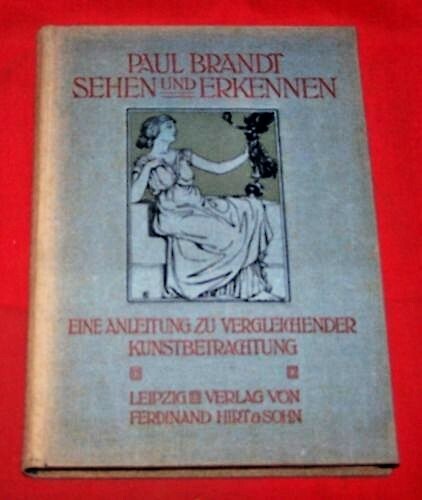 PAUL BRANDT
SEHEN UND ERKENNEN
EINE ANLEITUNG ZU VERGLEICHENDER
KUNSTBETRACHTUNG
LEIPZIG VERLAG VON
FERDINAND HIRT & SOHN